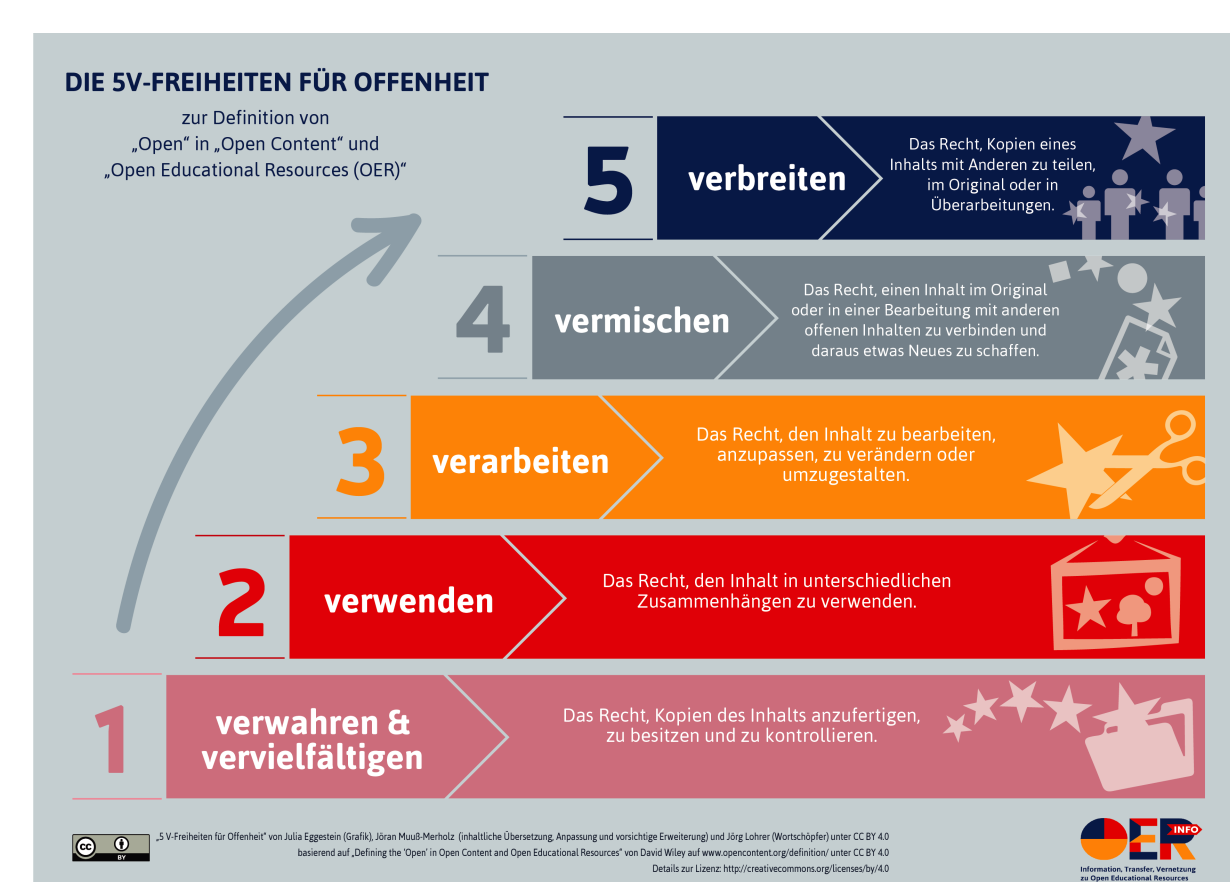 DIE 5V-FREIHEITEN FÜR OFFENHEIT
zur Definition von
„Open“ in „Open Content“ und
„Open Educational Resources (OER)“
5
verbreiten
Das Recht, Kopien eines
Inhalts mit Anderen zu teilen,
im Original oder in
Überarbeitungen.
4
vermischen
Das Recht, einen Inhalt im Original
oder in einer Bearbeitung mit anderen
offenen Inhalten zu verbinden und
daraus etwas Neues zu schaffen.
3
verarbeiten
Das Recht, den Inhalt zu bearbeiten,
anzupassen, zu verändern oder
umzugestalten.
2
verwenden
Das Recht, den Inhalt in unterschiedlichen
Zusammenhängen zu verwenden.
1
verwahren &
vervielfältigen
Das Recht, Kopien des Inhalts anzufertigen,
zu besitzen und zu kontrollieren.
cc
BY
„5 V-Freiheiten für Offenheit“ von Julia Eggestein (Grafik), Jöran Muuß-Merholz (inhaltliche Übersetzung, Anpassung und vorsichtige Erweiterung) und Jörg Lohrer (Wortschöpfer) unter CC BY 4.0
basierend auf „Defining the ‘Open’ in Open Content and Open Educational Resources“ von David Wiley auf www.opencontent.org/definition/ unter CC BY 4.0
Details zur Lizenz: http://creativecommons.org/licenses/by/4.0
OER INFO
Information, Transfer, Vernetzung
zu Open Educational Resources